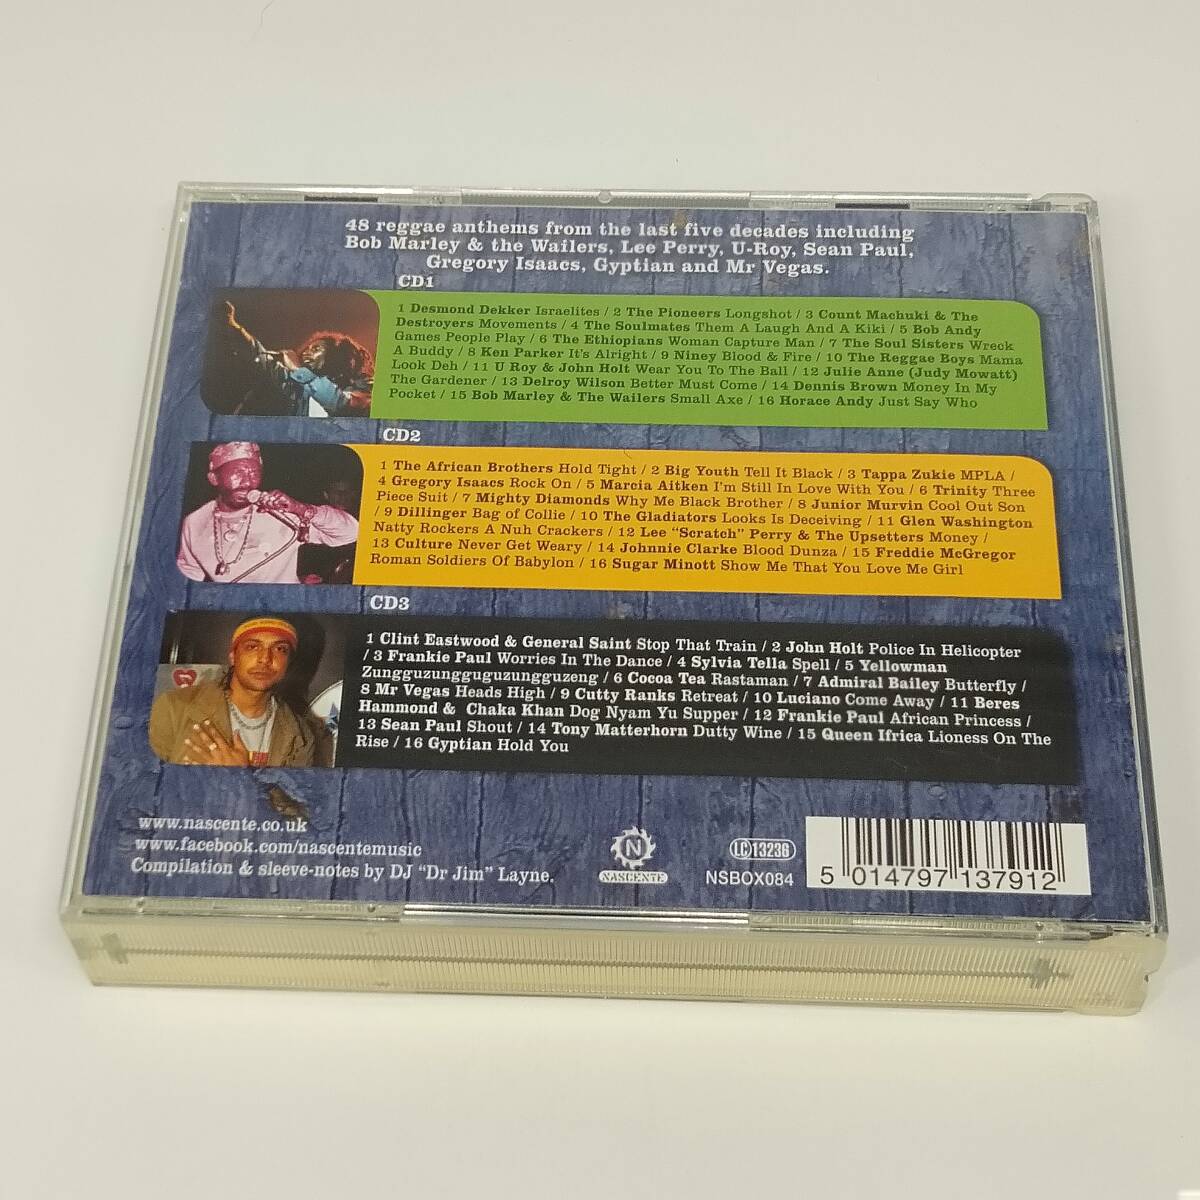 48 reggae anthems from the last five decades including
Bob Marley & the Wailers, Lee Perry, U-Roy, Sean Paul,
Gregory Isaacs, Gyptian and Mr Vegas.
CD1
1 Desmond Dekker Israelites / 2 The Pioneers Longshot / 3 Count Machuki & The
Destroyers Movements / 4 The Soulmates Them A Laugh And A Kiki / 5 Bob Andy
Games People Play / 6 The Ethiopians Woman Capture Man / 7 The Soul Sisters Wreck
A Buddy / 8 Ken Parker It's Alright / 9 Niney Blood & Fire / 10 The Reggae Boys Mama
Look Deh / 11 U Roy & John Holt Wear You To The Ball / 12 Julie Anne (Judy Mowatt)
The Gardener / 13 Delroy Wilson Better Must Come / 14 Dennis Brown Money In My
Pocket / 15 Bob Marley & The Wailers Small Axe / 16 Horace Andy Just Say Who
CD2
1 The African Brothers Hold Tight / 2 Big Youth Tell It Black / 3 Tappa Zukie MPLA /
4 Gregory Isaacs Rock On / 5 Marcia Aitken I'm Still In Love With You / 6 Trinity Three
Piece Suit / 7 Mighty Diamonds Why Me Black Brother / 8 Junior Murvin Cool Out Son
/ 9 Dillinger Bag of Collie / 10 The Gladiators Looks Is Deceiving / 11 Glen Washington
Natty Rockers A Nuh Crackers / 12 Lee "Scratch" Perry & The Upsetters Money /
13 Culture Never Get Weary / 14 Johnnie Clarke Blood Dunza / 15 Freddie McGregor
Roman Soldiers Of Babylon / 16 Sugar Minott Show Me That You Love Me Girl
CD3
1 Clint Eastwood & General Saint Stop That Train / 2 John Holt Police In Helicopter
/ 3 Frankie Paul Worries In The Dance / 4 Sylvia Tella Spell / 5 Yellowman
Zungguzungguguzungguzeng / 6 Cocoa Tea Rastaman / 7 Admiral Bailey Butterfly /
8 Mr Vegas Heads High / 9 Cutty Ranks Retreat / 10 Luciano Come Away / 11 Beres
Hammond & Chaka Khan Dog Nyam Yu Supper / 12 Frankie Paul African Princess /
13 Sean Paul Shout / 14 Tony Matterhorn Dutty Wine / 15 Queen Ifrica Lioness On The
Rise / 16 Gyptian Hold You
www.nascente.co.uk
www.facebook.com/nascentemusic
Compilation & sleeve-notes by DJ "Dr Jim" Layne.
N
NASCENTE
LC 13236
NSBOX084
5 014797 137912